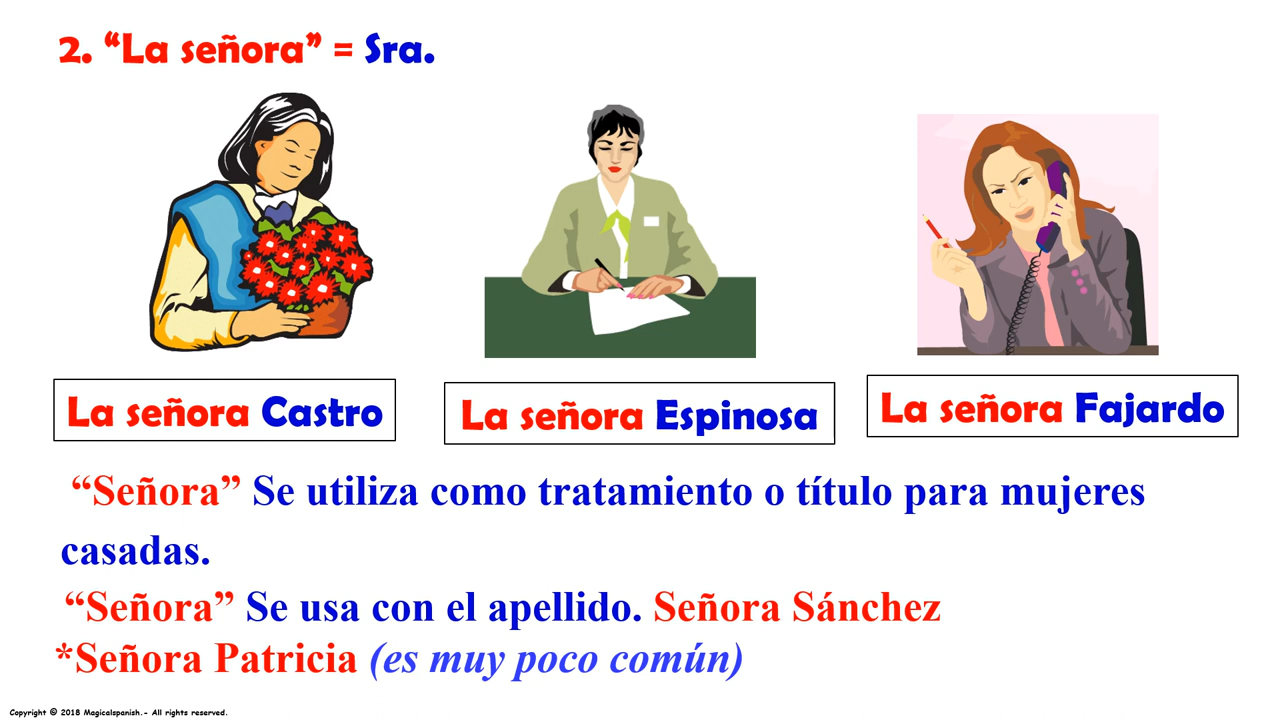 2. “La señora” = Sra.
La señora Castro
La señora Espinosa
La señora Fajardo
“Señora” Se utiliza como tratamiento o título para mujeres
casadas.
“Señora” Se usa con el apellido. Señora Sánchez
*Señora Patricia (es muy poco común)
Copyright © 2018 Magicalspanish.- All rights reserved.